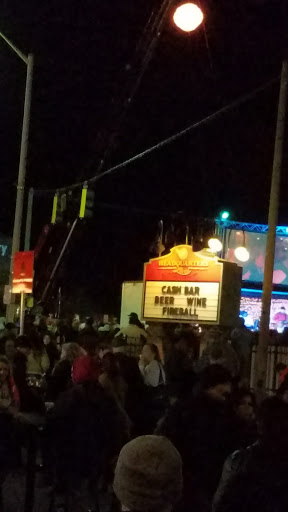 HEADQUARTERS
CASH BAR
BEER WINE
FIREBALL